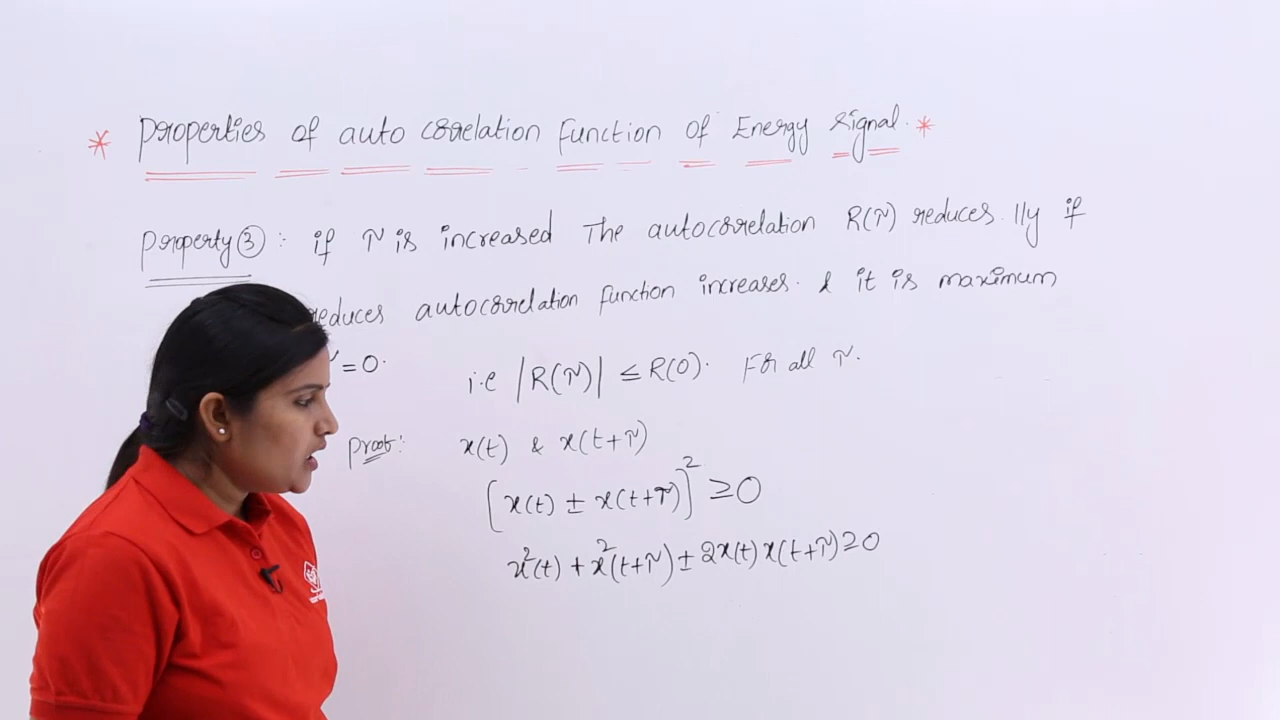 * Properties of auto correlation function of Energy signal. *
Property ③ : if τ is increased The autocorrelation R(τ) reduces. lly if
reduces autocorrelation function increases. & it is maximum
= 0. i.e |R(τ)| ≤ R(0). For all τ.
Proof: x(t) & x(t+τ)
[x(t) ± x(t+τ)]² ≥ 0
x²(t) + x²(t+τ) ± 2x(t) x(t+τ) ≥ 0